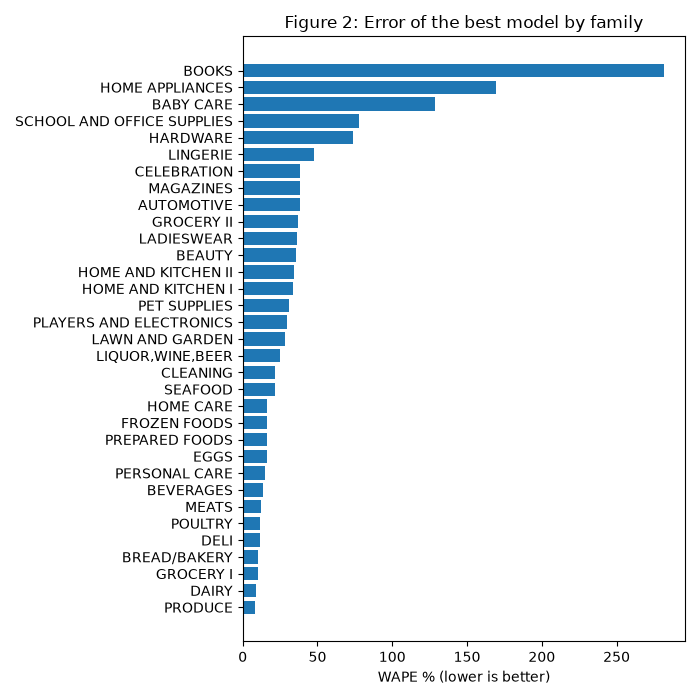 Figure 2: Error of the best model by family
BOOKS
HOME APPLIANCES
BABY CARE
SCHOOL AND OFFICE SUPPLIES
HARDWARE
LINGERIE
CELEBRATION
MAGAZINES
AUTOMOTIVE
GROCERY II
LADIESWEAR
BEAUTY
HOME AND KITCHEN II
HOME AND KITCHEN I
PET SUPPLIES
PLAYERS AND ELECTRONICS
LAWN AND GARDEN
LIQUOR,WINE,BEER
CLEANING
SEAFOOD
HOME CARE
FROZEN FOODS
PREPARED FOODS
EGGS
PERSONAL CARE
BEVERAGES
MEATS
POULTRY
DELI
BREAD/BAKERY
GROCERY I
DAIRY
PRODUCE
0 50 100 150 200 250
WAPE % (lower is better)